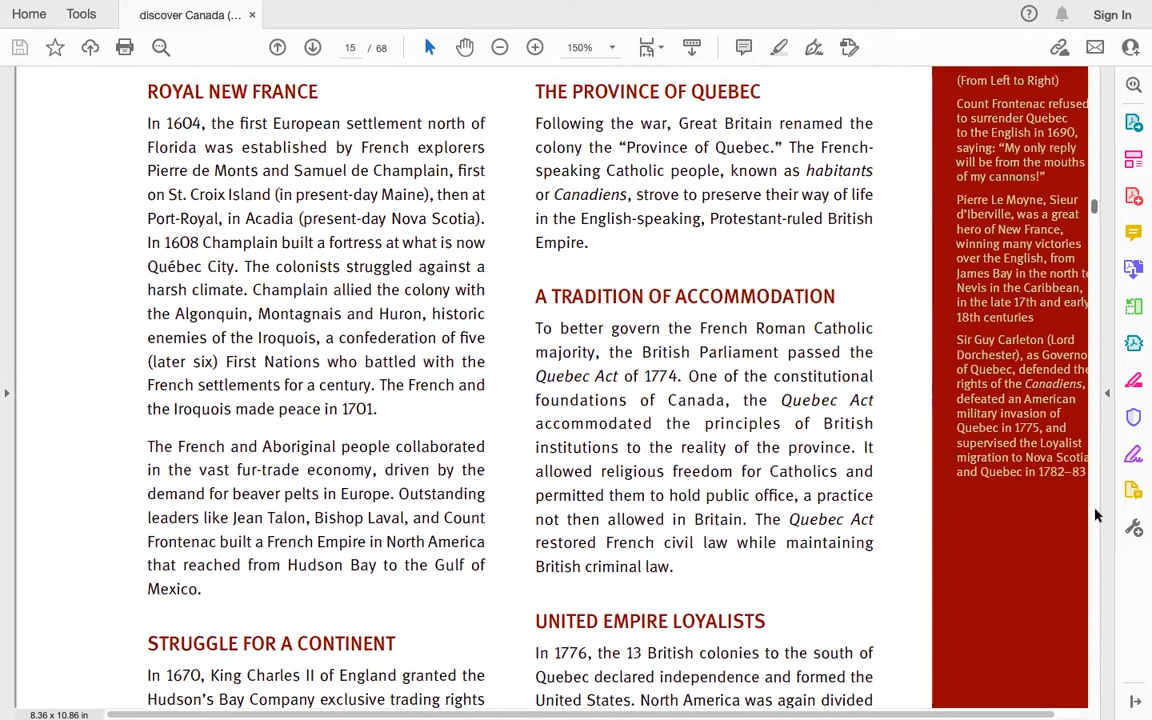 Home
Tools
discover Canada (...
×
Sign In
15 / 68
150%
ROYAL NEW FRANCE
In 1604, the first European settlement north of
Florida was established by French explorers
Pierre de Monts and Samuel de Champlain, first
on St. Croix Island (in present-day Maine), then at
Port-Royal, in Acadia (present-day Nova Scotia).
In 1608 Champlain built a fortress at what is now
Québec City. The colonists struggled against a
harsh climate. Champlain allied the colony with
the Algonquin, Montagnais and Huron, historic
enemies of the Iroquois, a confederation of five
(later six) First Nations who battled with the
French settlements for a century. The French and
the Iroquois made peace in 1701.
The French and Aboriginal people collaborated
in the vast fur-trade economy, driven by the
demand for beaver pelts in Europe. Outstanding
leaders like Jean Talon, Bishop Laval, and Count
Frontenac built a French Empire in North America
that reached from Hudson Bay to the Gulf of
Mexico.
STRUGGLE FOR A CONTINENT
In 1670, King Charles II of England granted the
Hudson's Bay Company exclusive trading rights
THE PROVINCE OF QUEBEC
Following the war, Great Britain renamed the
colony the “Province of Quebec.” The French-
speaking Catholic people, known as habitants
or Canadiens, strove to preserve their way of life
in the English-speaking, Protestant-ruled British
Empire.
A TRADITION OF ACCOMMODATION
To better govern the French Roman Catholic
majority, the British Parliament passed the
Quebec Act of 1774. One of the constitutional
foundations of Canada, the Quebec Act
accommodated the principles of British
institutions to the reality of the province. It
allowed religious freedom for Catholics and
permitted them to hold public office, a practice
not then allowed in Britain. The Quebec Act
restored French civil law while maintaining
British criminal law.
UNITED EMPIRE LOYALISTS
In 1776, the 13 British colonies to the south of
Quebec declared independence and formed the
United States. North America was again divided
(From Left to Right)
Count Frontenac refused
to surrender Quebec
to the English in 1690,
saying: “My only reply
will be from the mouths
of my cannons!”
Pierre Le Moyne, Sieur
d'Iberville, was a great
hero of New France,
winning many victories
over the English, from
James Bay in the north to
Nevis in the Caribbean,
in the late 17th and early
18th centuries
Sir Guy Carleton (Lord
Dorchester), as Governo
of Quebec, defended the
rights of the Canadiens,
defeated an American
military invasion of
Quebec in 1775, and
supervised the Loyalist
migration to Nova Scotia
and Quebec in 1782–83
8.36 x 10.86 in